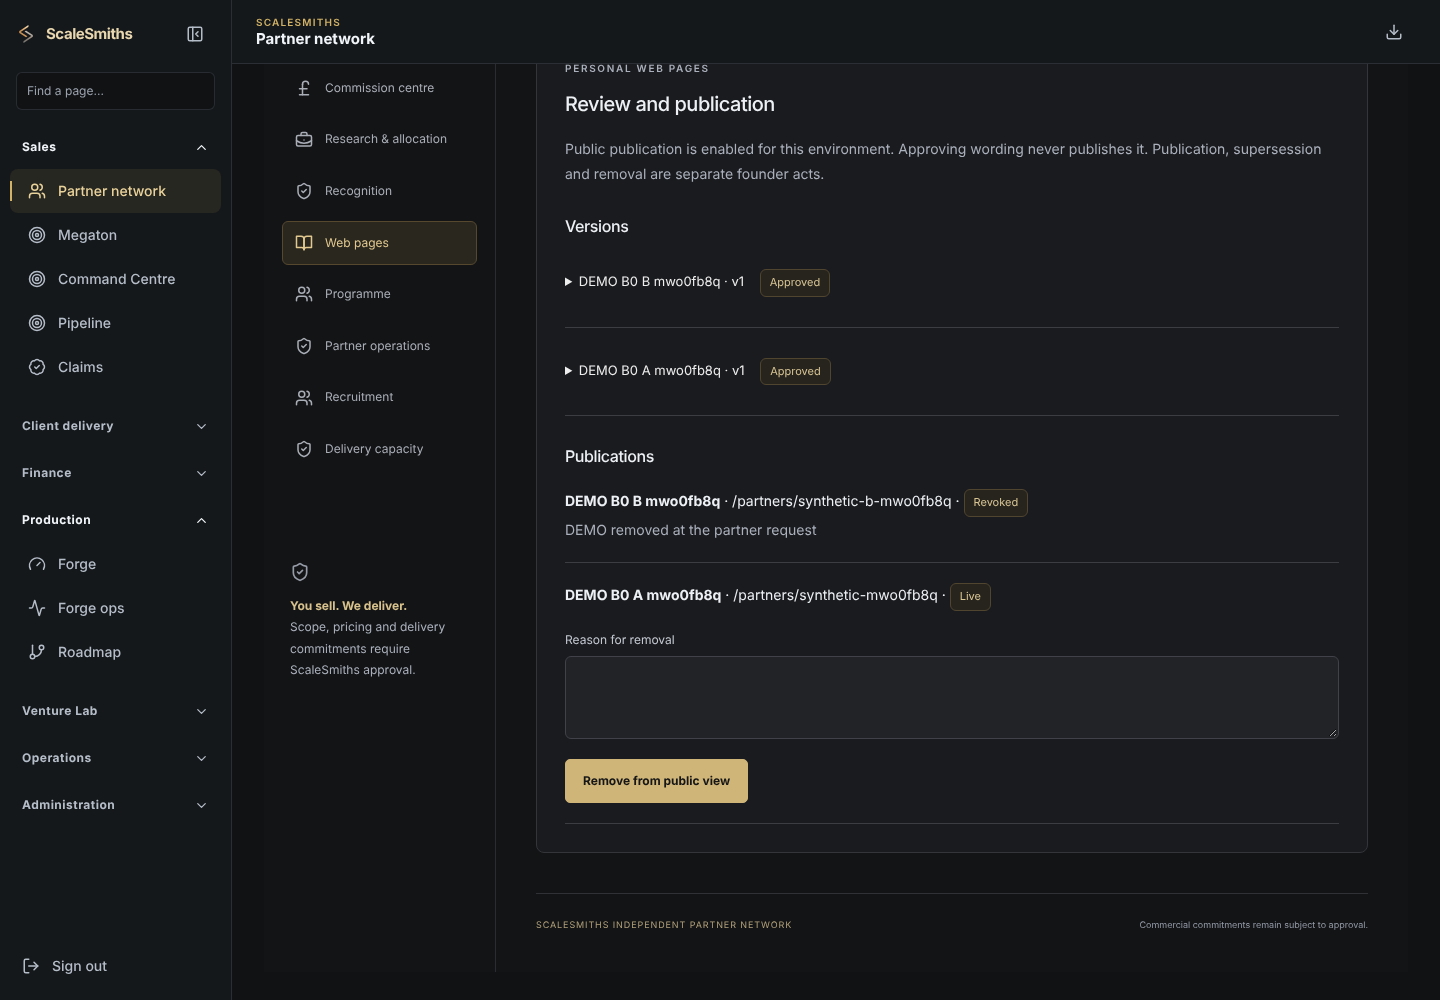 ScaleSmiths
Find a page...
Sales
Partner network
Megaton
Command Centre
Pipeline
Claims
Client delivery
Finance
Production
Forge
Forge ops
Roadmap
Venture Lab
Operations
Administration
Sign out
SCALESMITHS
Partner network
Commission centre
Research & allocation
Recognition
Web pages
Programme
Partner operations
Recruitment
Delivery capacity
You sell. We deliver.
Scope, pricing and delivery
commitments require
ScaleSmiths approval.
PERSONAL WEB PAGES
Review and publication
Public publication is enabled for this environment. Approving wording never publishes it. Publication, supersession
and removal are separate founder acts.
Versions
DEMO B0 B mwo0fb8q · v1 Approved
DEMO B0 A mwo0fb8q · v1 Approved
Publications
DEMO B0 B mwo0fb8q · /partners/synthetic-b-mwo0fb8q · Revoked
DEMO removed at the partner request
DEMO B0 A mwo0fb8q · /partners/synthetic-mwo0fb8q · Live
Reason for removal
Remove from public view
SCALESMITHS INDEPENDENT PARTNER NETWORK
Commercial commitments remain subject to approval.